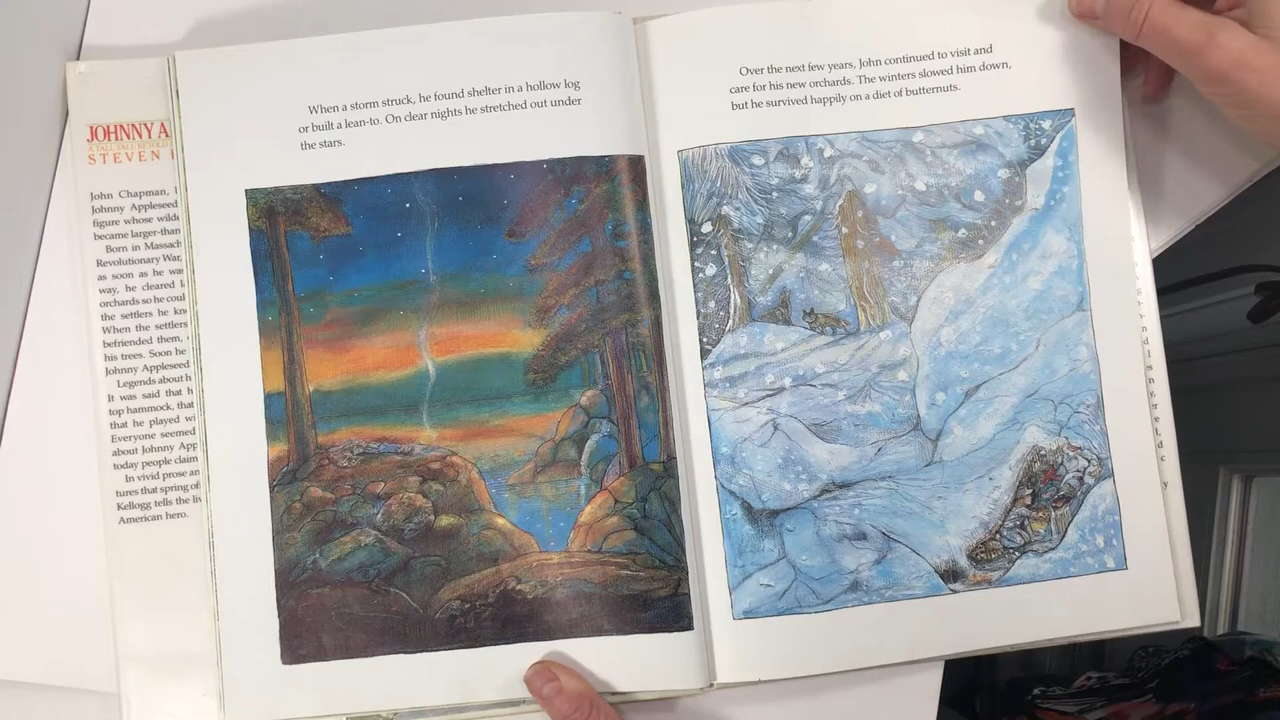 JOHNNY A
A TALL TALE RETOLD
STEVEN
John Chapman,
Johnny Appleseed
figure whose wild
became larger-than
Born in Massach
Revolutionary War,
as soon as he wa
way, he cleared l
orchards so he coul
the settlers he kn
When the settlers
befriended them,
his trees. Soon he
Johnny Appleseed
Legends about h
It was said that h
top hammock, that
that he played wi
Everyone seemed
about Johnny App
today people claim
In vivid prose an
tures that spring of
Kellogg tells the li
American hero.
When a storm struck, he found shelter in a hollow log
or built a lean-to. On clear nights he stretched out under
the stars.
Over the next few years, John continued to visit and
care for his new orchards. The winters slowed him down,
but he survived happily on a diet of butternuts.